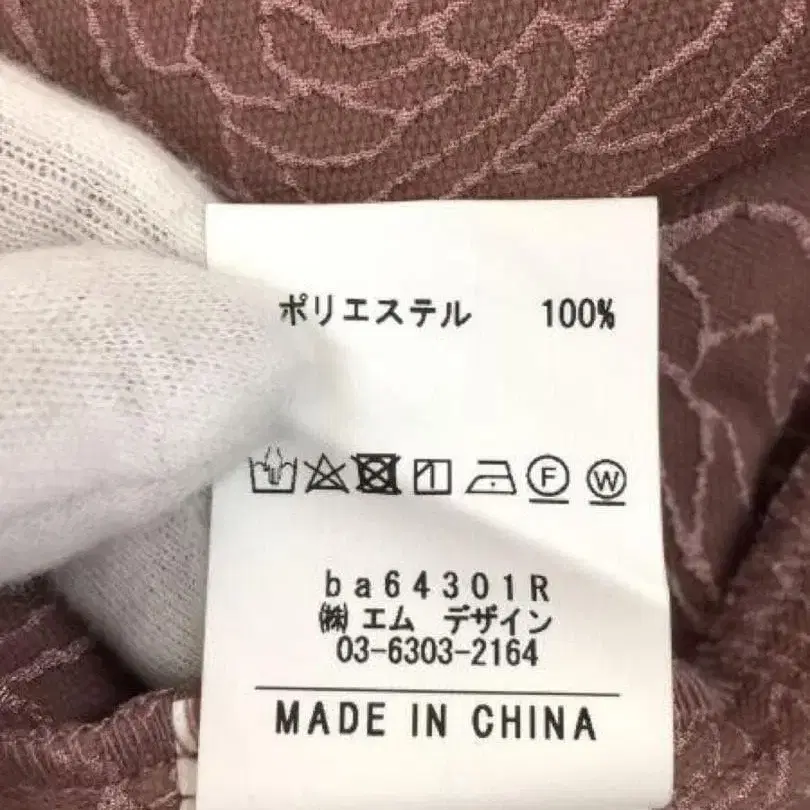 ポリエステル 100%
F W
ba64301R
㈱エム デザイン
03-6303-2164
MADE IN CHINA